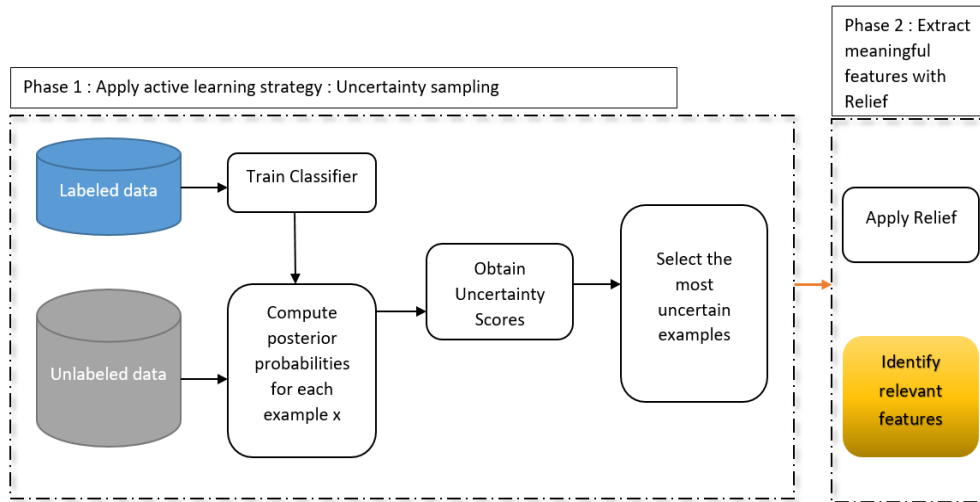 Phase 1 : Apply active learning strategy : Uncertainty sampling
Labeled data
Train Classifier
Unlabeled data
Compute
posterior
probabilities
for each
example x
Obtain
Uncertainty
Scores
Select the
most
uncertain
examples
Phase 2 : Extract
meaningful
features with
Relief
Apply Relief
Identify
relevant
features